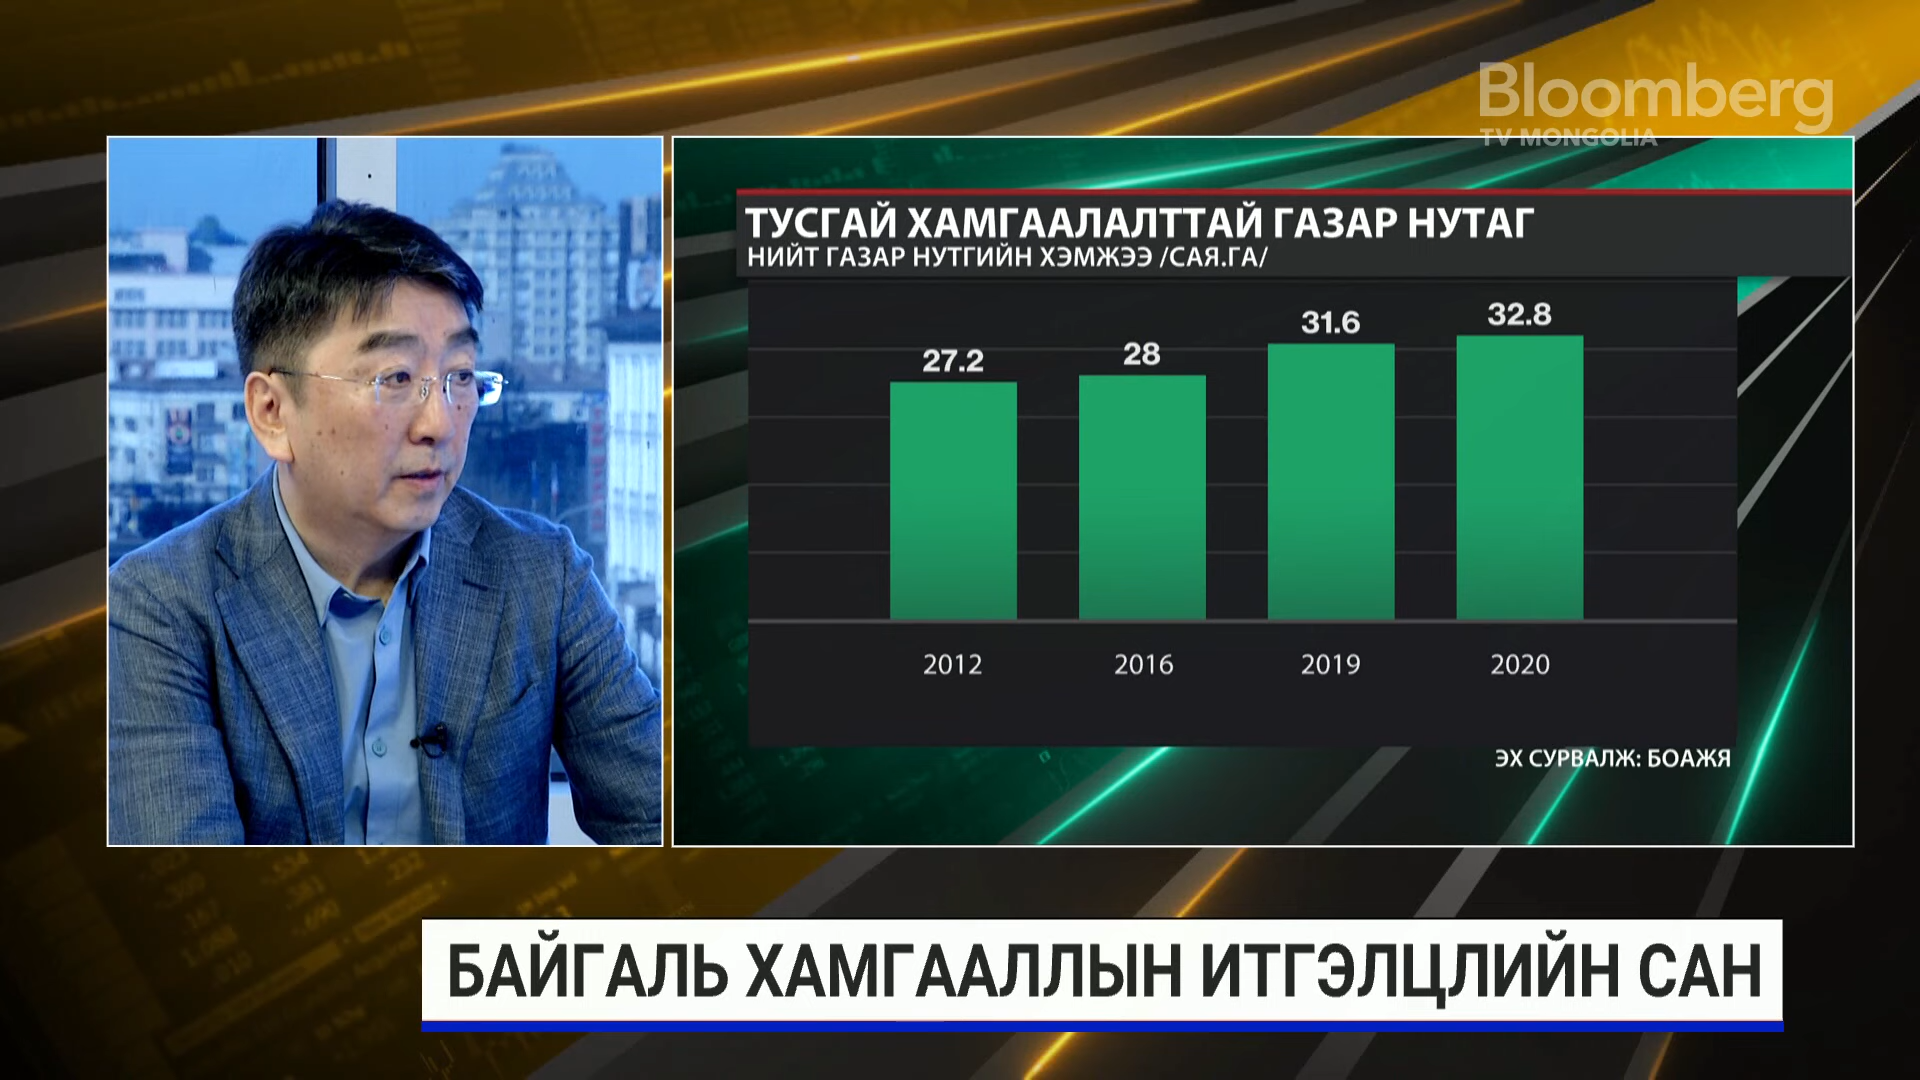 Bloomberg
TV MONGOLIA
ТУСГАЙ ХАМГААЛАЛТТАЙ ГАЗАР НУТАГ
НИЙТ ГАЗАР НУТГИЙН ХЭМЖЭЭ /САЯ.ГА/
27.2
28
31.6
32.8
2012
2016
2019
2020
ЭХ СУРВАЛЖ: БОАЖЯ
БАЙГАЛЬ ХАМГААЛЛЫН ИТГЭЛЦЛИЙН САН